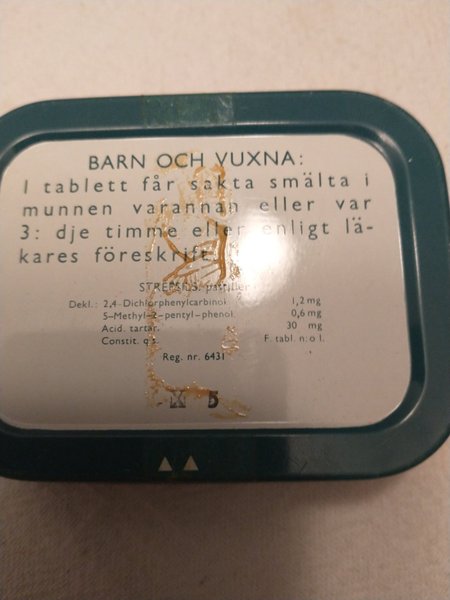 BARN OCH VUXNA:
1 tablett får sakta smälta i
munnen varannan eller var
3: dje timme eller enligt lä-
kares föreskrift.
STREPSILS, pastiller
Dekl.: 2,4-Dichlorphenylcarbinol. 1,2 mg
5-Methyl-2-pentyl-phenol. 0,6 mg
Acid. tartar. 30 mg
Constit. q.s. F. tabl. n:o I.
Reg. nr. 6431
K 5